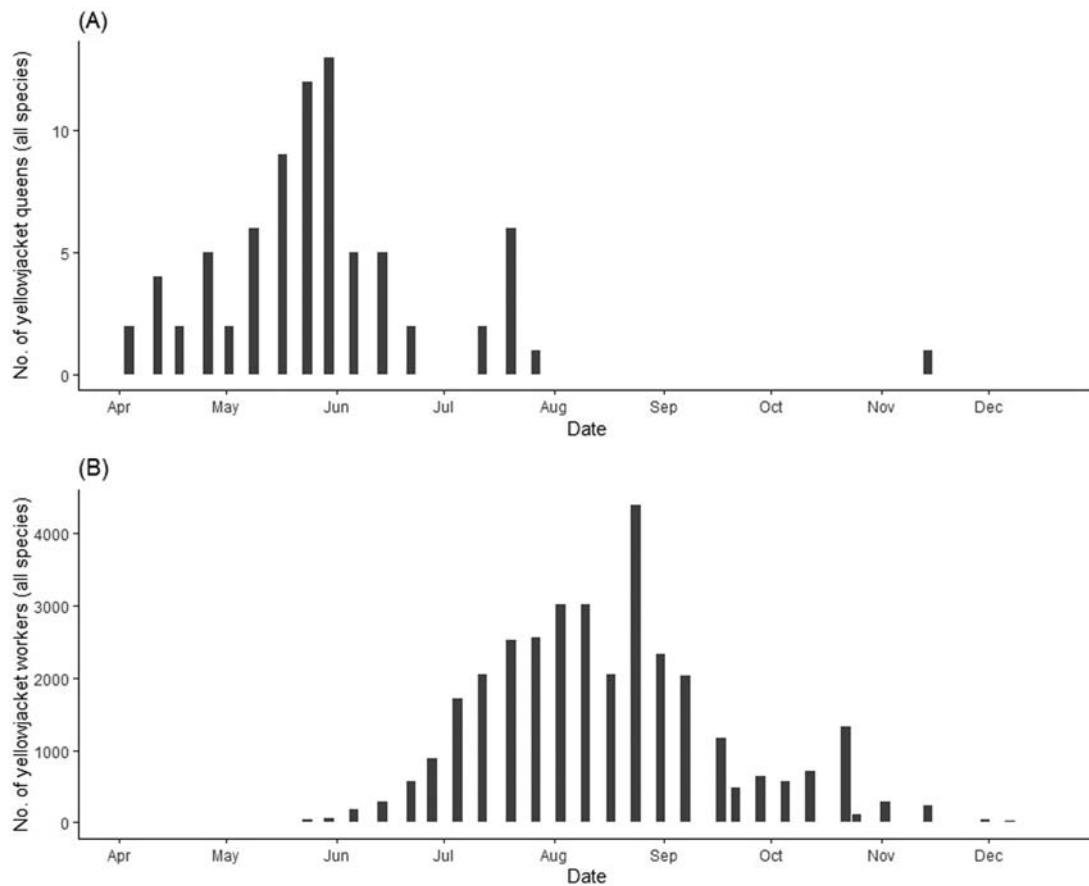 (A)
No. of yellowjacket queens (all species)
10
5
0
Apr May Jun Jul Aug Sep Oct Nov Dec
Date
(B)
No. of yellowjacket workers (all species)
4000
3000
2000
1000
0
Apr May Jun Jul Aug Sep Oct Nov Dec
Date